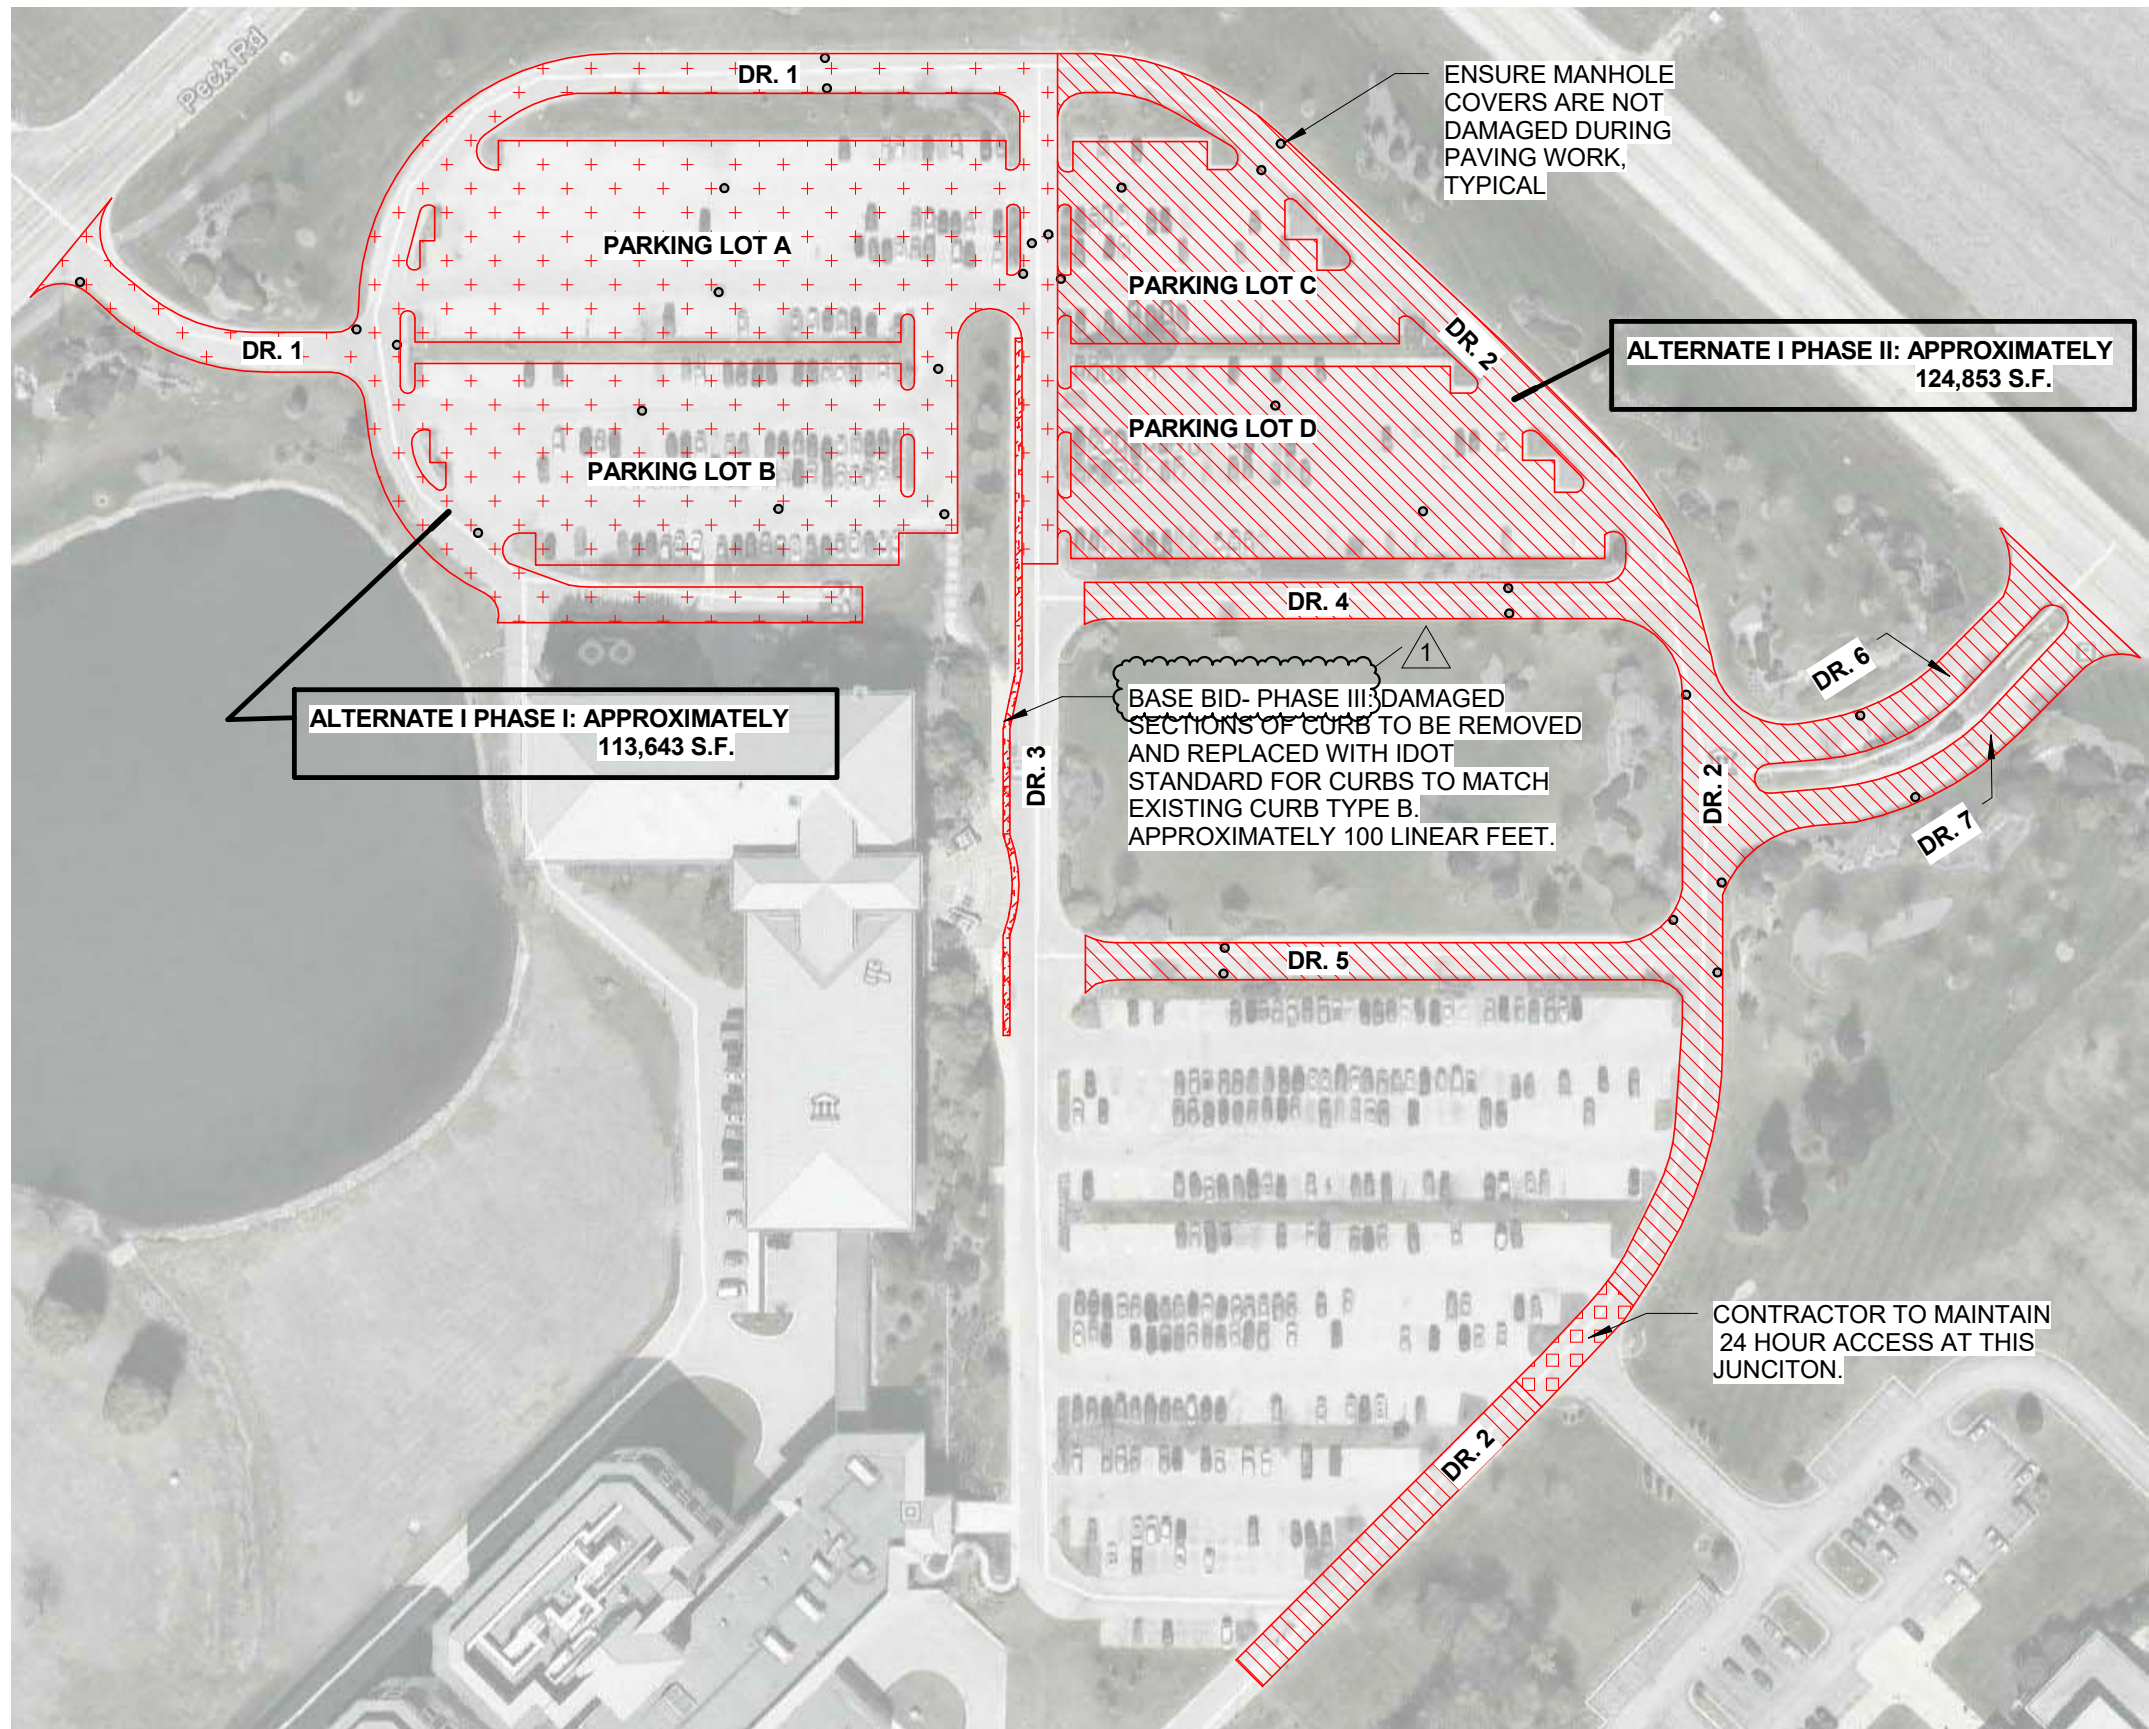 Peck Rd
DR. 1
ENSURE MANHOLE
COVERS ARE NOT
DAMAGED DURING
PAVING WORK,
TYPICAL
PARKING LOT A
PARKING LOT C
DR. 1
DR. 2
ALTERNATE I PHASE II: APPROXIMATELY
124,853 S.F.
PARKING LOT D
PARKING LOT B
DR. 4
1
DR. 6
BASE BID- PHASE III: DAMAGED
SECTIONS OF CURB TO BE REMOVED
AND REPLACED WITH IDOT
STANDARD FOR CURBS TO MATCH
EXISTING CURB TYPE B.
APPROXIMATELY 100 LINEAR FEET.
ALTERNATE I PHASE I: APPROXIMATELY
113,643 S.F.
DR. 3
DR. 2
DR. 7
DR. 5
CONTRACTOR TO MAINTAIN
24 HOUR ACCESS AT THIS
JUNCITON.
DR. 2